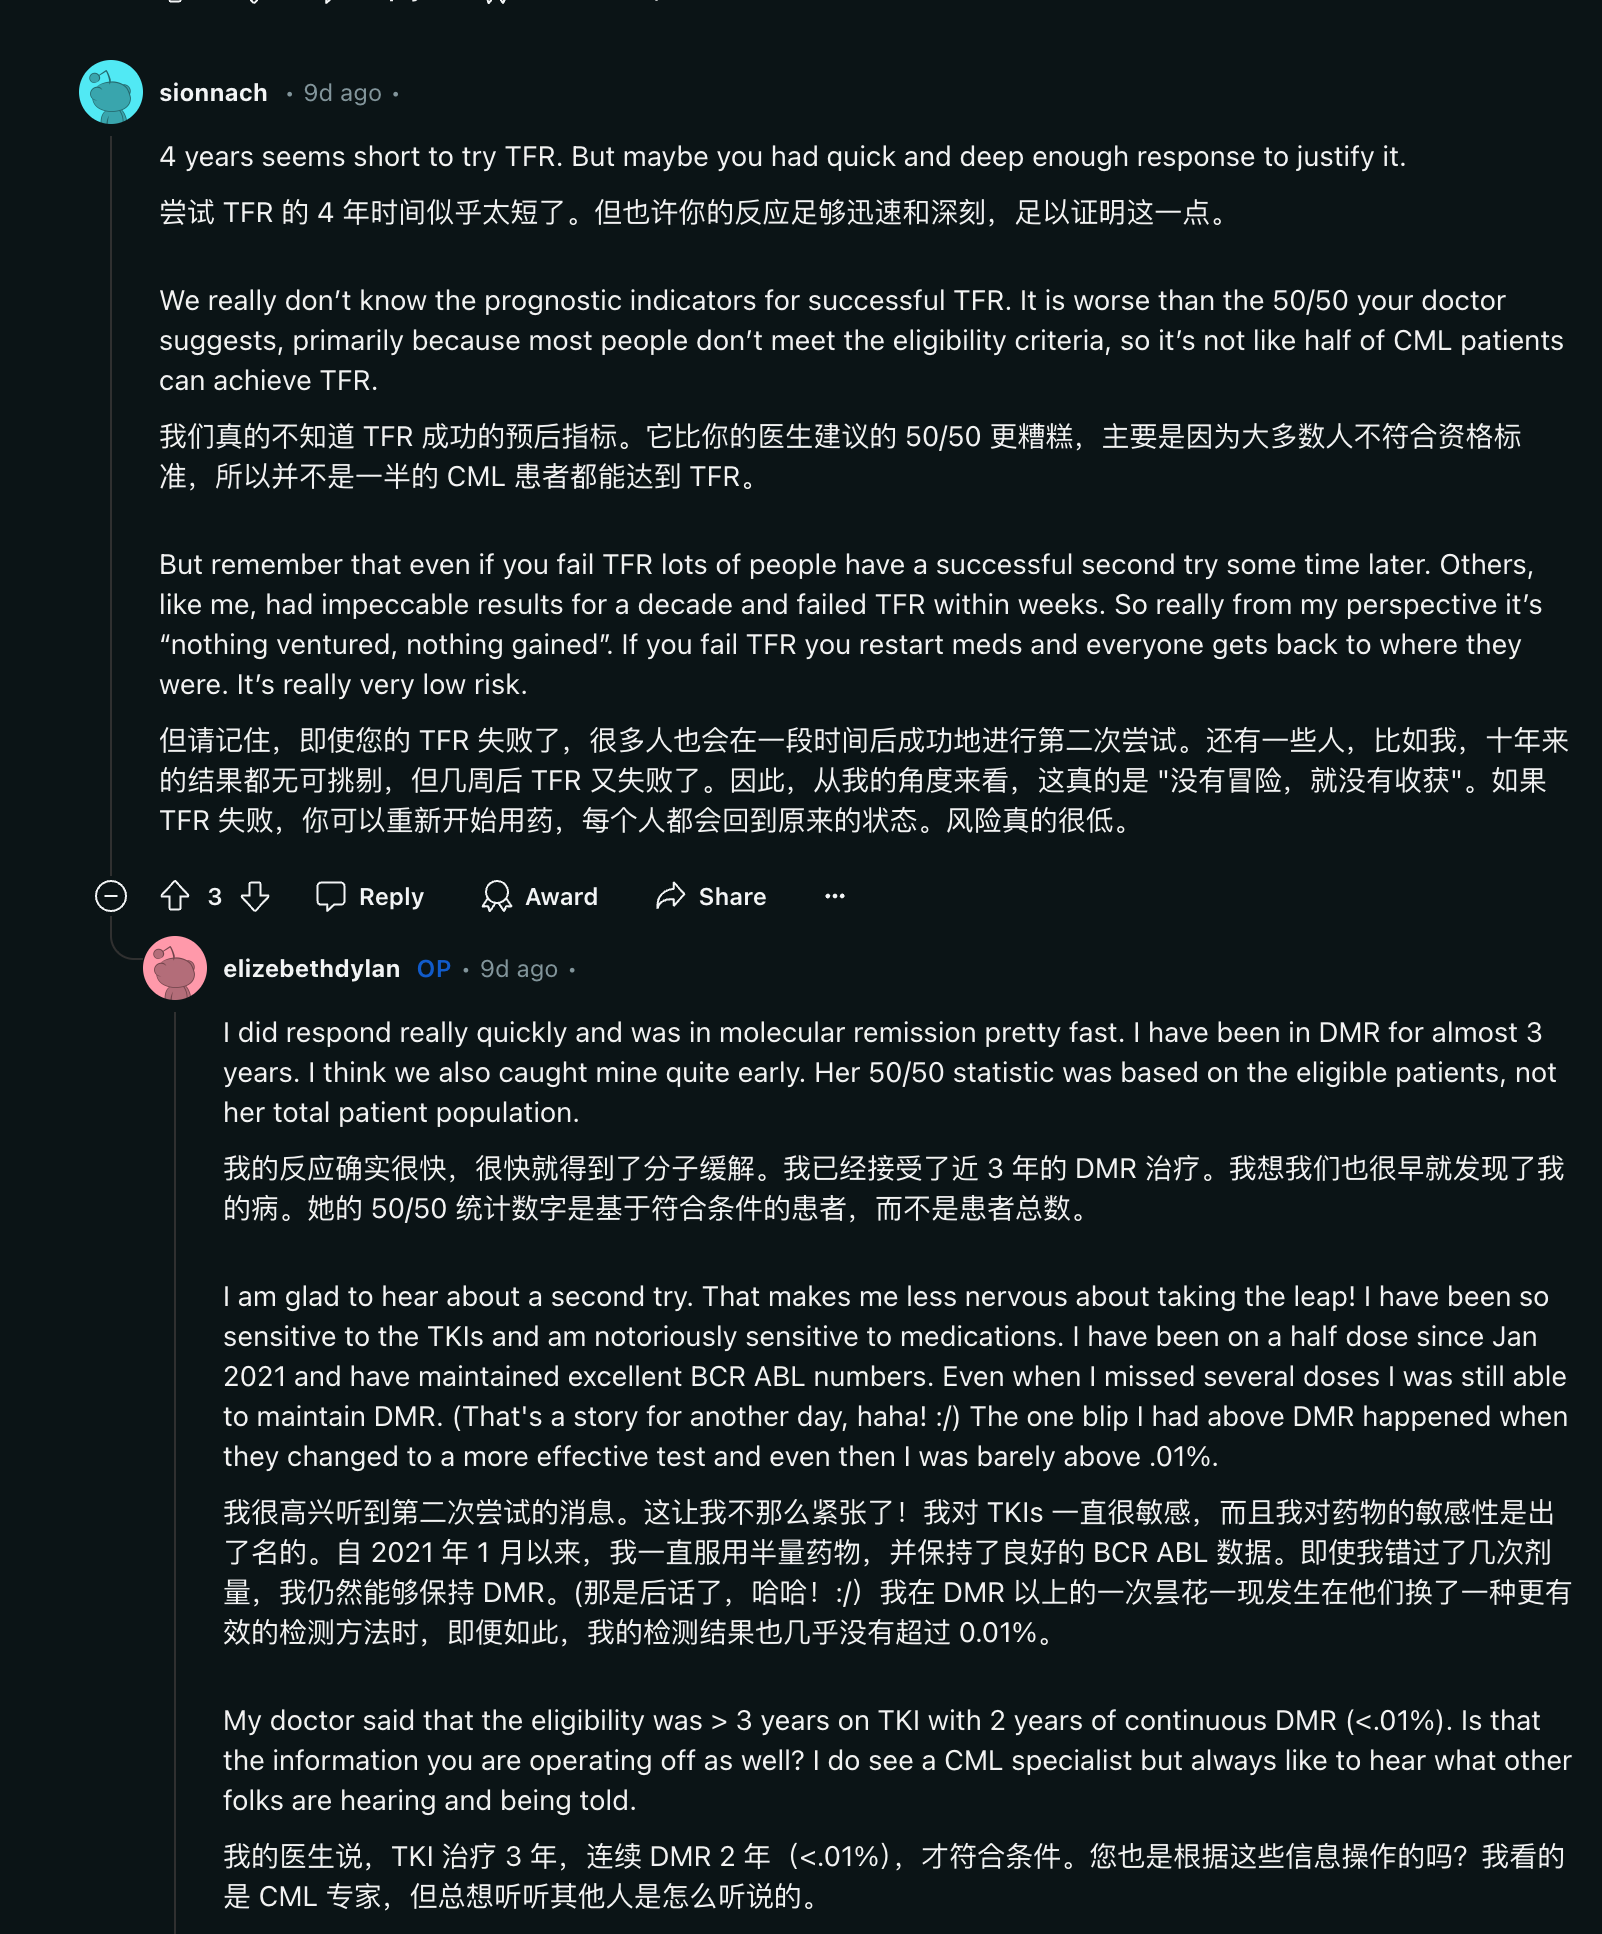 sionnach • 9d ago •
4 years seems short to try TFR. But maybe you had quick and deep enough response to justify it.
尝试 TFR 的 4 年时间似乎太短了。但也许你的反应足够迅速和深刻，足以证明这一点。
We really don’t know the prognostic indicators for successful TFR. It is worse than the 50/50 your doctor
suggests, primarily because most people don’t meet the eligibility criteria, so it’s not like half of CML patients
can achieve TFR.
我们真的不知道 TFR 成功的预后指标。它比你的医生建议的 50/50 更糟糕，主要是因为大多数人不符合资格标
准，所以并不是一半的 CML 患者都能达到 TFR。
But remember that even if you fail TFR lots of people have a successful second try some time later. Others,
like me, had impeccable results for a decade and failed TFR within weeks. So really from my perspective it’s
“nothing ventured, nothing gained”. If you fail TFR you restart meds and everyone gets back to where they
were. It’s really very low risk.
但请记住，即使您的 TFR 失败了，很多人也会在一段时间后成功地进行第二次尝试。还有一些人，比如我，十年来
的结果都无可挑剔，但几周后 TFR 又失败了。因此，从我的角度来看，这真的是 "没有冒险，就没有收获"。如果
TFR 失败，你可以重新开始用药，每个人都会回到原来的状态。风险真的很低。
3 Reply Award Share ...
elizebethdylan OP • 9d ago •
I did respond really quickly and was in molecular remission pretty fast. I have been in DMR for almost 3
years. I think we also caught mine quite early. Her 50/50 statistic was based on the eligible patients, not
her total patient population.
我的反应确实很快，很快就得到了分子缓解。我已经接受了近 3 年的 DMR 治疗。我想我们也很早就发现了我
的病。她的 50/50 统计数字是基于符合条件的患者，而不是患者总数。
I am glad to hear about a second try. That makes me less nervous about taking the leap! I have been so
sensitive to the TKIs and am notoriously sensitive to medications. I have been on a half dose since Jan
2021 and have maintained excellent BCR ABL numbers. Even when I missed several doses I was still able
to maintain DMR. (That's a story for another day, haha! :/) The one blip I had above DMR happened when
they changed to a more effective test and even then I was barely above .01%.
我很高兴听到第二次尝试的消息。这让我不那么紧张了！我对 TKIs 一直很敏感，而且我对药物的敏感性是出
了名的。自 2021 年 1 月以来，我一直服用半量药物，并保持了良好的 BCR ABL 数据。即使我错过了几次剂
量，我仍然能够保持 DMR。(那是后话了，哈哈！:/）我在 DMR 以上的一次昙花一现发生在他们换了一种更有
效的检测方法时，即便如此，我的检测结果也几乎没有超过 0.01%。
My doctor said that the eligibility was > 3 years on TKI with 2 years of continuous DMR (<.01%). Is that
the information you are operating off as well? I do see a CML specialist but always like to hear what other
folks are hearing and being told.
我的医生说，TKI 治疗 3 年，连续 DMR 2 年（<.01%），才符合条件。您也是根据这些信息操作的吗？我看的
是 CML 专家，但总想听听其他人是怎么听说的。